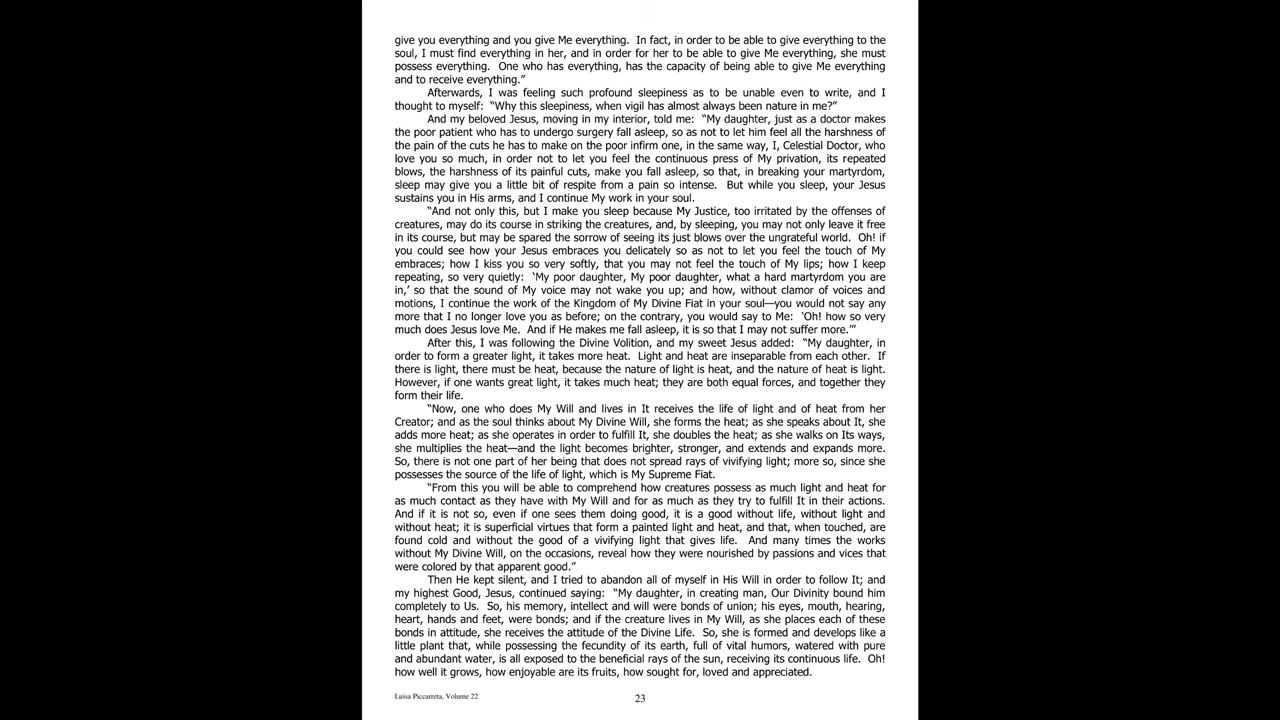 give you everything and you give Me everything.  In fact, in order to be able to give everything to the
soul, I must find everything in her, and in order for her to be able to give Me everything, she must
possess everything.  One who has everything, has the capacity of being able to give Me everything
and to receive everything.”
Afterwards, I was feeling such profound sleepiness as to be unable even to write, and I
thought to myself:  “Why this sleepiness, when vigil has almost always been nature in me?”
And my beloved Jesus, moving in my interior, told me:  “My daughter, just as a doctor makes
the poor patient who has to undergo surgery fall asleep, so as not to let him feel all the harshness of
the pain of the cuts he has to make on the poor infirm one, in the same way, I, Celestial Doctor, who
love you so much, in order not to let you feel the continuous press of My privation, its repeated
blows, the harshness of its painful cuts, make you fall asleep, so that, in breaking your martyrdom,
sleep may give you a little bit of respite from a pain so intense.  But while you sleep, your Jesus
sustains you in His arms, and I continue My work in your soul.
“And not only this, but I make you sleep because My Justice, too irritated by the offenses of
creatures, may do its course in striking the creatures, and, by sleeping, you may not only leave it free
in its course, but may be spared the sorrow of seeing its just blows over the ungrateful world.  Oh! if
you could see how your Jesus embraces you delicately so as not to let you feel the touch of My
embraces; how I kiss you so very softly, that you may not feel the touch of My lips; how I keep
repeating, so very quietly:  ‘My poor daughter, My poor daughter, what a hard martyrdom you are
in,’ so that the sound of My voice may not wake you up; and how, without clamor of voices and
motions, I continue the work of the Kingdom of My Divine Fiat in your soul—you would not say any
more that I no longer love you as before; on the contrary, you would say to Me:  ‘Oh! how so very
much does Jesus love Me.  And if He makes me fall asleep, it is so that I may not suffer more.’”
After this, I was following the Divine Volition, and my sweet Jesus added:  “My daughter, in
order to form a greater light, it takes more heat.  Light and heat are inseparable from each other.  If
there is light, there must be heat, because the nature of light is heat, and the nature of heat is light.
However, if one wants great light, it takes much heat; they are both equal forces, and together they
form their life.
“Now, one who does My Will and lives in It receives the life of light and of heat from her
Creator; and as the soul thinks about My Divine Will, she forms the heat; as she speaks about It, she
adds more heat; as she operates in order to fulfill It, she doubles the heat; as she walks on Its ways,
she multiplies the heat—and the light becomes brighter, stronger, and extends and expands more.
So, there is not one part of her being that does not spread rays of vivifying light; more so, since she
possesses the source of the life of light, which is My Supreme Fiat.
“From this you will be able to comprehend how creatures possess as much light and heat for
as much contact as they have with My Will and for as much as they try to fulfill It in their actions.
And if it is not so, even if one sees them doing good, it is a good without life, without light and
without heat; it is superficial virtues that form a painted light and heat, and that, when touched, are
found cold and without the good of a vivifying light that gives life.  And many times the works
without My Divine Will, on the occasions, reveal how they were nourished by passions and vices that
were colored by that apparent good.”
Then He kept silent, and I tried to abandon all of myself in His Will in order to follow It; and
my highest Good, Jesus, continued saying:  “My daughter, in creating man, Our Divinity bound him
completely to Us.  So, his memory, intellect and will were bonds of union; his eyes, mouth, hearing,
heart, hands and feet, were bonds; and if the creature lives in My Will, as she places each of these
bonds in attitude, she receives the attitude of the Divine Life.  So, she is formed and develops like a
little plant that, while possessing the fecundity of its earth, full of vital humors, watered with pure
and abundant water, is all exposed to the beneficial rays of the sun, receiving its continuous life.  Oh!
how well it grows, how enjoyable are its fruits, how sought for, loved and appreciated.
Luisa Piccarreta, Volume 22
23